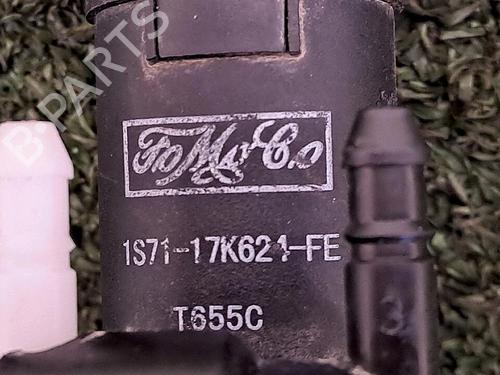 B-PARTS
FoMoCo
1S71-17K624-FE
T655C
3